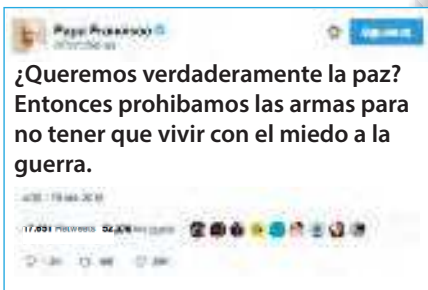 Papa Francisco
¿Queremos verdaderamente la paz?
Entonces prohibamos las armas para
no tener que vivir con el miedo a la
guerra.
Retweets